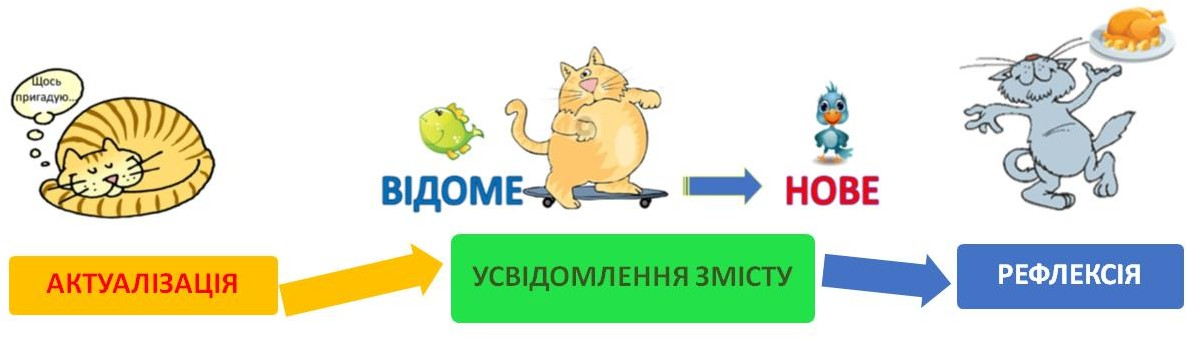 Щось
пригадую...
ВІДОМЕ
НОВЕ
АКТУАЛІЗАЦІЯ
УСВІДОМЛЕННЯ ЗМІСТУ
РЕФЛЕКСІЯ